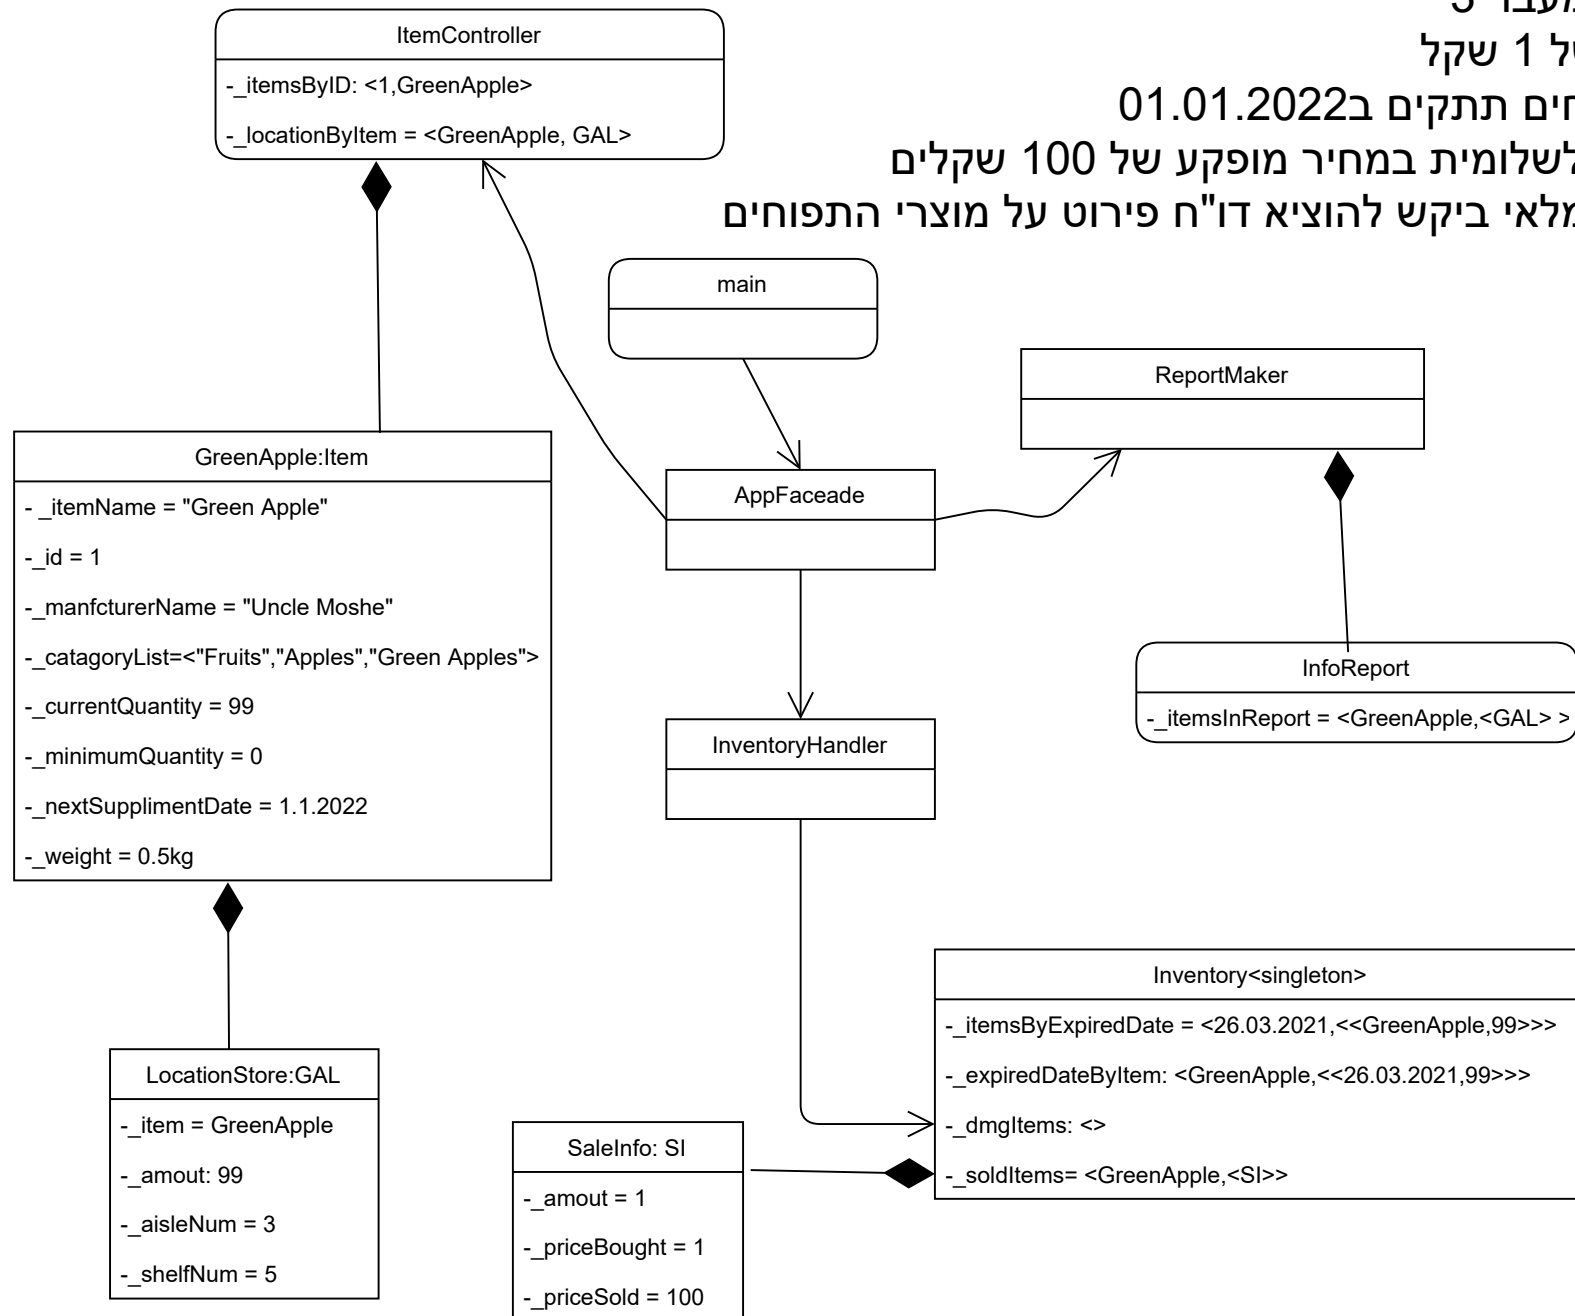 מעבר 3
של 1 שקל
חים תתקים ב01.01.2022
לשלומית במחיר מופקע של 100 שקלים
מלאי ביקש להוציא דו"ח פירוט על מוצרי התפוחים
ItemController
-_itemsByID: <1,GreenApple>
-_locationByItem = <GreenApple, GAL>
main
ReportMaker
GreenApple:Item
- _itemName = "Green Apple"
-_id = 1
-_manfcturerName = "Uncle Moshe"
-_catagoryList=<"Fruits","Apples","Green Apples">
-_currentQuantity = 99
-_minimumQuantity = 0
-_nextSupplimentDate = 1.1.2022
-_weight = 0.5kg
AppFaceade
InfoReport
-_itemsInReport = <GreenApple,<GAL> >
InventoryHandler
Inventory<singleton>
-_itemsByExpiredDate = <26.03.2021,<<GreenApple,99>>>
-_expiredDateByItem: <GreenApple,<<26.03.2021,99>>>
-_dmgItems: <>
-_soldItems= <GreenApple,<SI>>
LocationStore:GAL
-_item = GreenApple
-_amout: 99
-_aisleNum = 3
-_shelfNum = 5
SaleInfo: SI
-_amout = 1
-_priceBought = 1
-_priceSold = 100